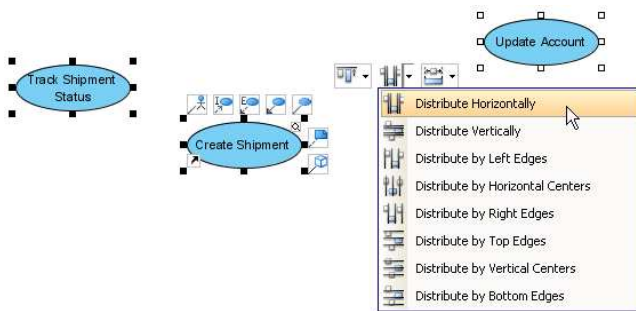 Update Account
Track Shipment
Status
Create Shipment
Distribute Horizontally
Distribute Vertically
Distribute by Left Edges
Distribute by Horizontal Centers
Distribute by Right Edges
Distribute by Top Edges
Distribute by Vertical Centers
Distribute by Bottom Edges